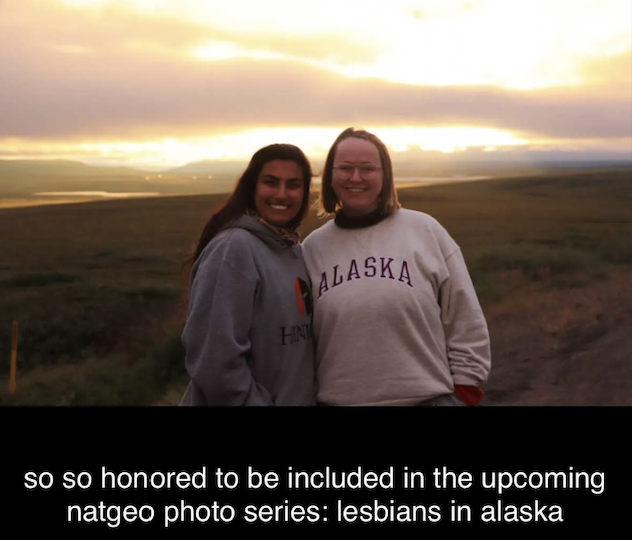 ALASKA
so so honored to be included in the upcoming
natgeo photo series: lesbians in alaska